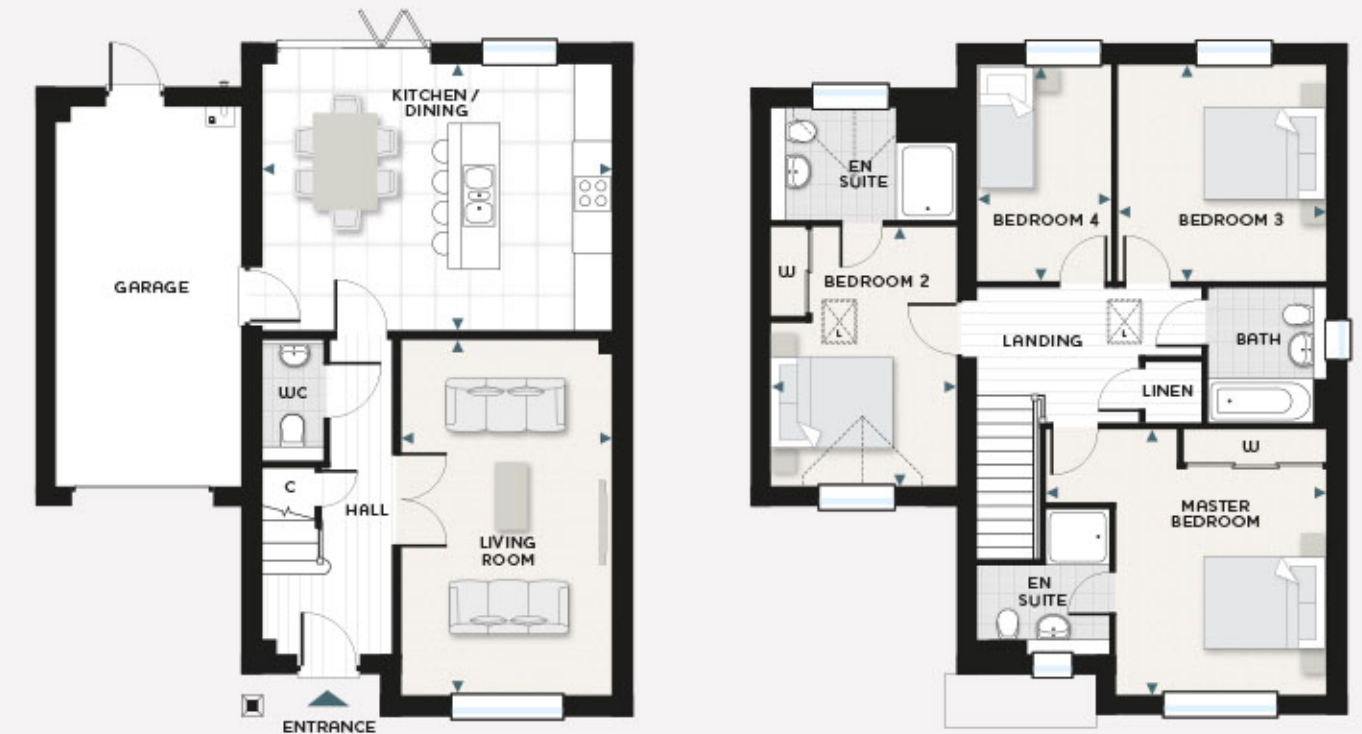 KITCHEN /
DINING
GARAGE
WC
C
HALL
LIVING
ROOM
ENTRANCE
EN
SUITE
BEDROOM 4
BEDROOM 3
W
BEDROOM 2
L
LANDING
L
BATH
LINEN
W
MASTER
BEDROOM
EN
SUITE